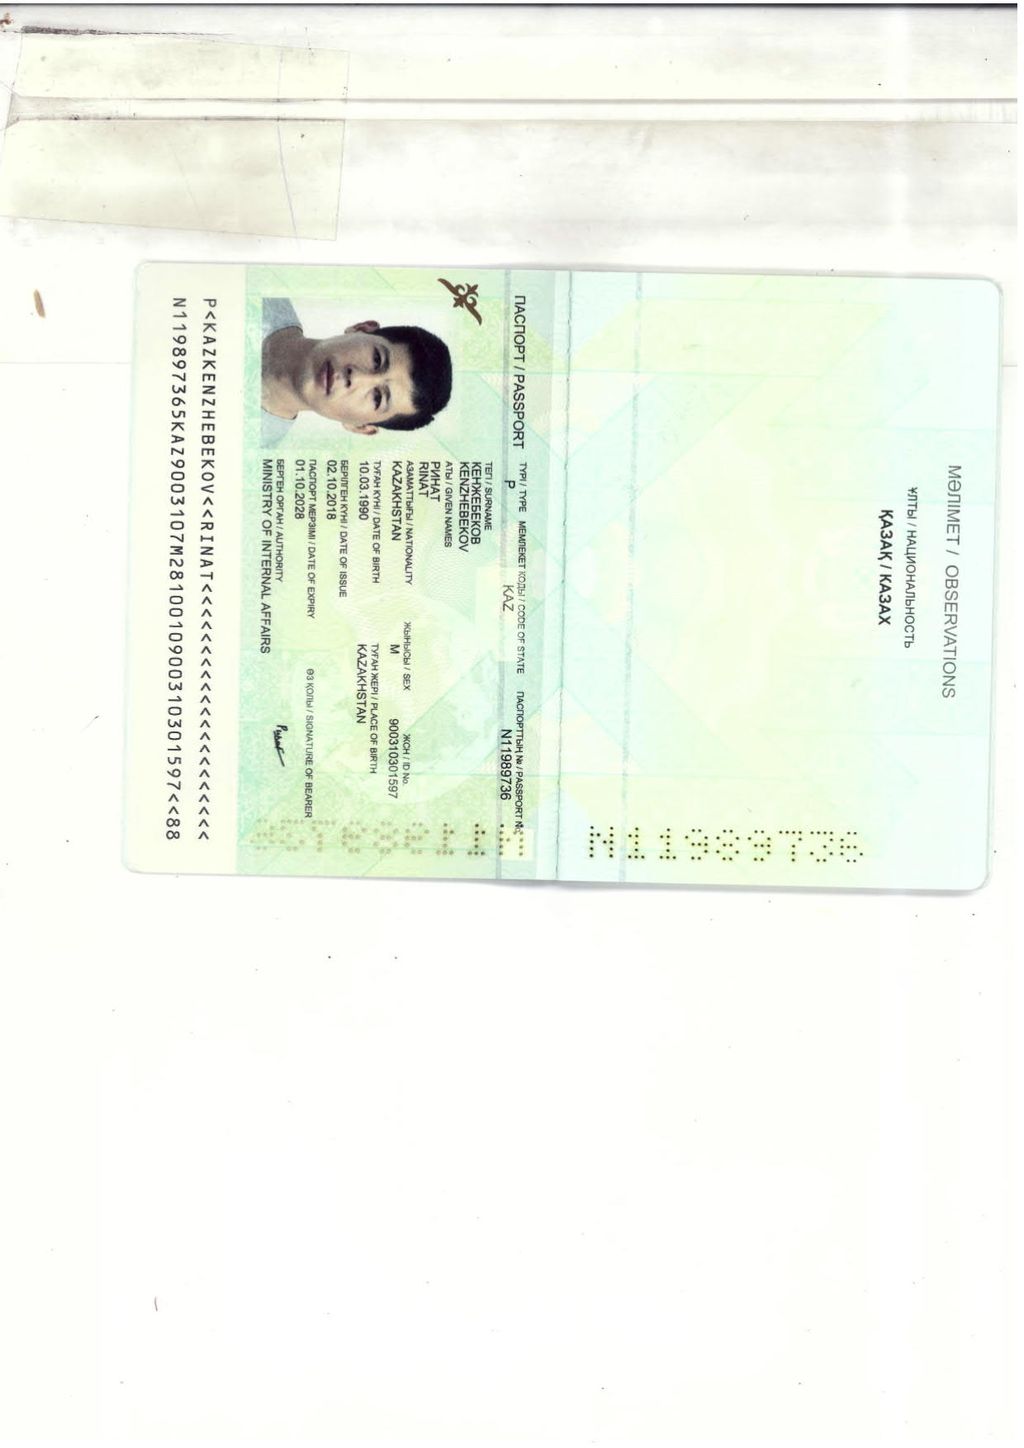 МӘЛІМЕТ / OBSERVATIONS
ҰЛТЫ / НАЦИОНАЛЬНОСТЬ
ҚАЗАҚ / КАЗАХ
N11989736
ПАСПОРТ / PASSPORT
ТҮРІ / TYPE
P
МЕМЛЕКЕТ КОДЫ / CODE OF STATE
KAZ
ПАСПОРТТЫҢ № / PASSPORT №
N11989736
ТЕГІ / SURNAME
КЕНЖЕБЕКОВ
KENZHEBEKOV
АТЫ / GIVEN NAMES
РИНАТ
RINAT
АЗАМАТТЫҒЫ / NATIONALITY
KAZAKHSTAN
ЖЫНЫСЫ / SEX
M
ЖСН / ID No.
900310301597
ТУҒАН КҮНІ / DATE OF BIRTH
10.03.1990
ТУҒАН ЖЕРІ / PLACE OF BIRTH
KAZAKHSTAN
БЕРІЛГЕН КҮНІ / DATE OF ISSUE
02.10.2018
ПАСПОРТ МЕРЗІМІ / DATE OF EXPIRY
01.10.2028
ӨЗ ҚОЛЫ / SIGNATURE OF BEARER
БЕРГЕН ОРГАН / AUTHORITY
MINISTRY OF INTERNAL AFFAIRS
N11989736
P<KAZKENZHEBEKOV<<RINAT<<<<<<<<<<<<<<<<<<<<<
N119897365KAZ9003107M2810010900310301597<<88